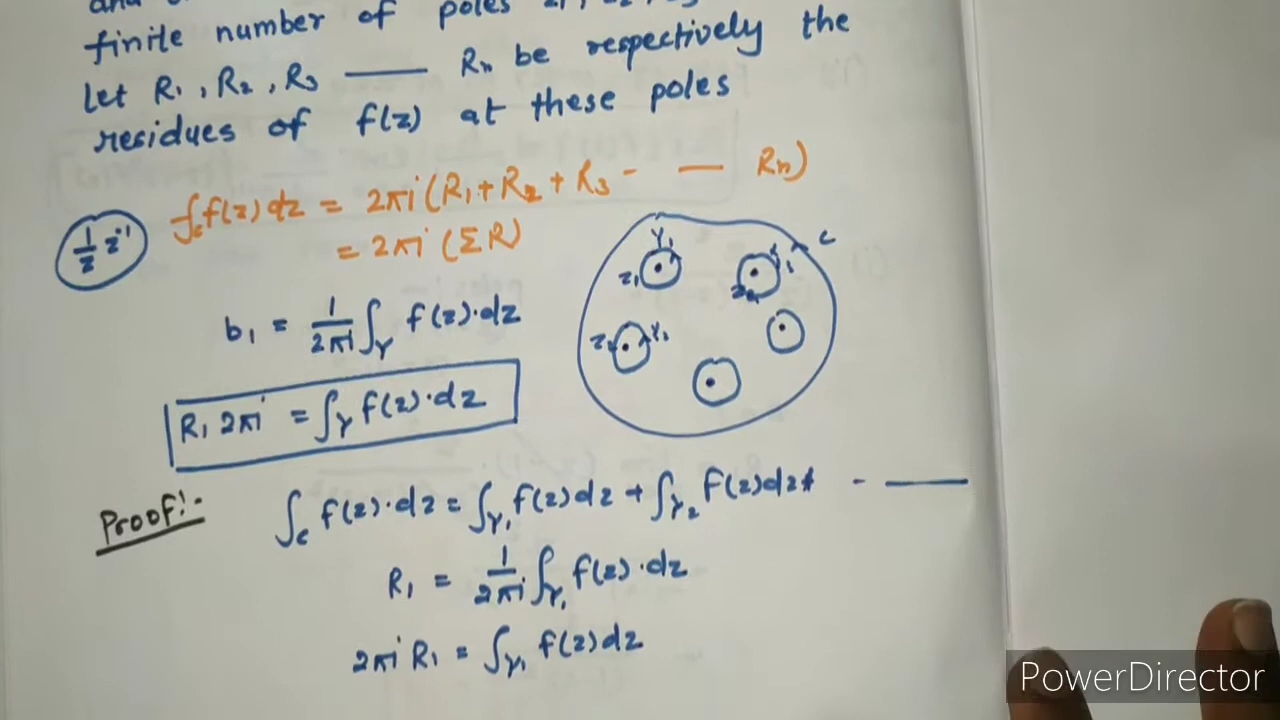 finite number of poles
let R₁, R₂, R₃ —— Rₙ be respectively the
residues of f(z) at these poles
∫c f(z) dz = 2πi (R₁ + R₂ + R₃ - — Rₙ)
= 2πi (ΣR)
1/z z⁻¹
b₁ = 1/2πi ∫γ f(z)·dz
R₁ 2πi = ∫γ f(z)·dz
γ₁
z₁
c
Proof:-
∫c f(z)·dz = ∫γ₁ f(z)dz + ∫γ₂ f(z)dz + - ——
R₁ = 1/2πi ∫γ₁ f(z)·dz
2πi R₁ = ∫γ₁ f(z)dz
PowerDirector